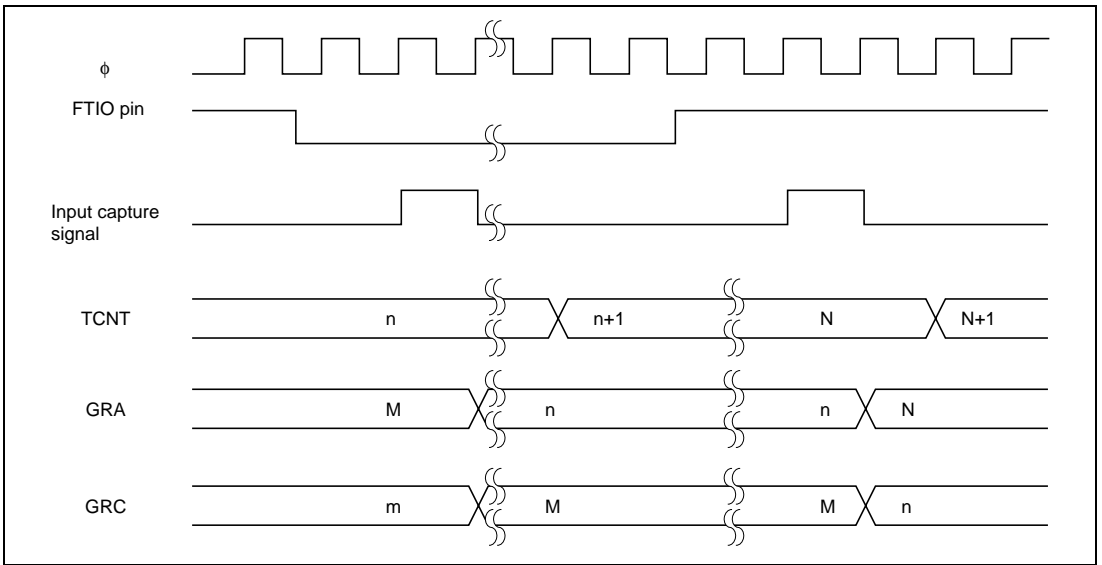 ϕ
FTIO pin
Input capture
signal
TCNT n n+1 N N+1
GRA M n n N
GRC m M M n